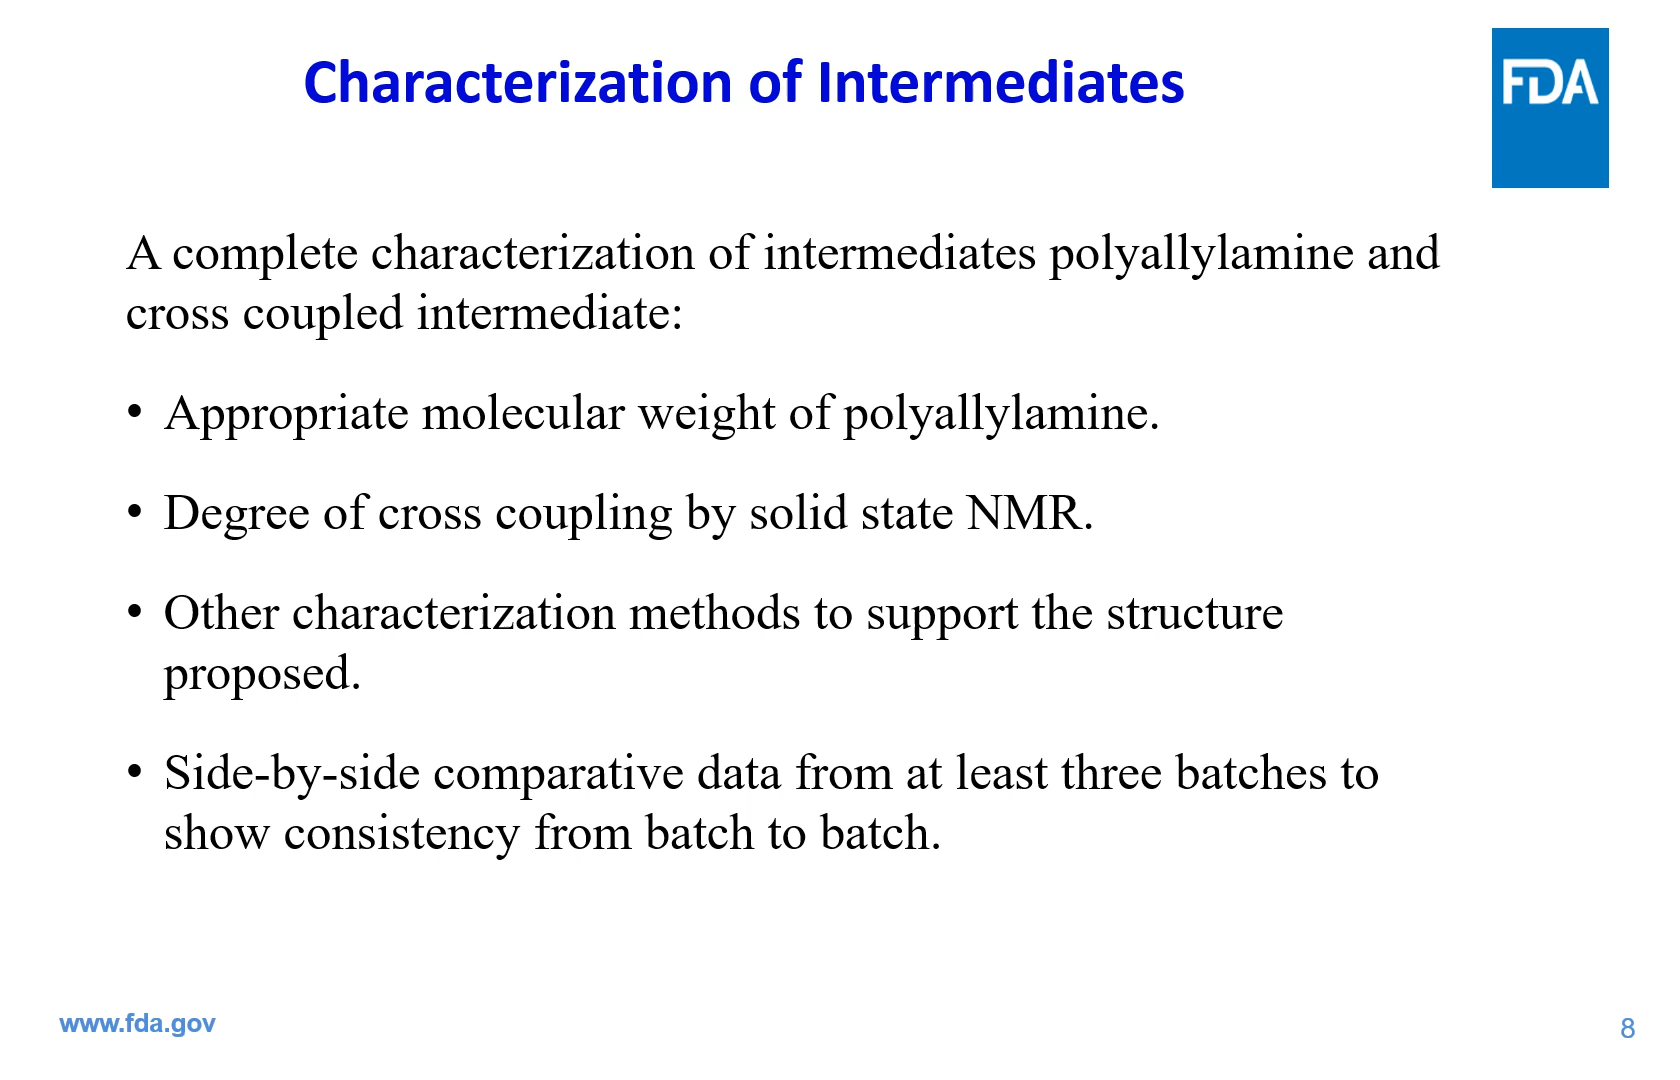 Characterization of Intermediates
FDA
A complete characterization of intermediates polyallylamine and
cross coupled intermediate:
• Appropriate molecular weight of polyallylamine.
• Degree of cross coupling by solid state NMR.
• Other characterization methods to support the structure
proposed.
• Side-by-side comparative data from at least three batches to
show consistency from batch to batch.
www.fda.gov
8